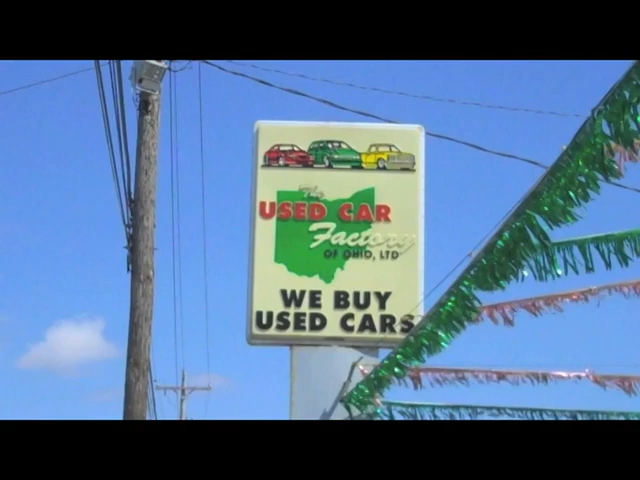 The
USED CAR
Factory
OF OHIO, LTD
WE BUY
USED CARS